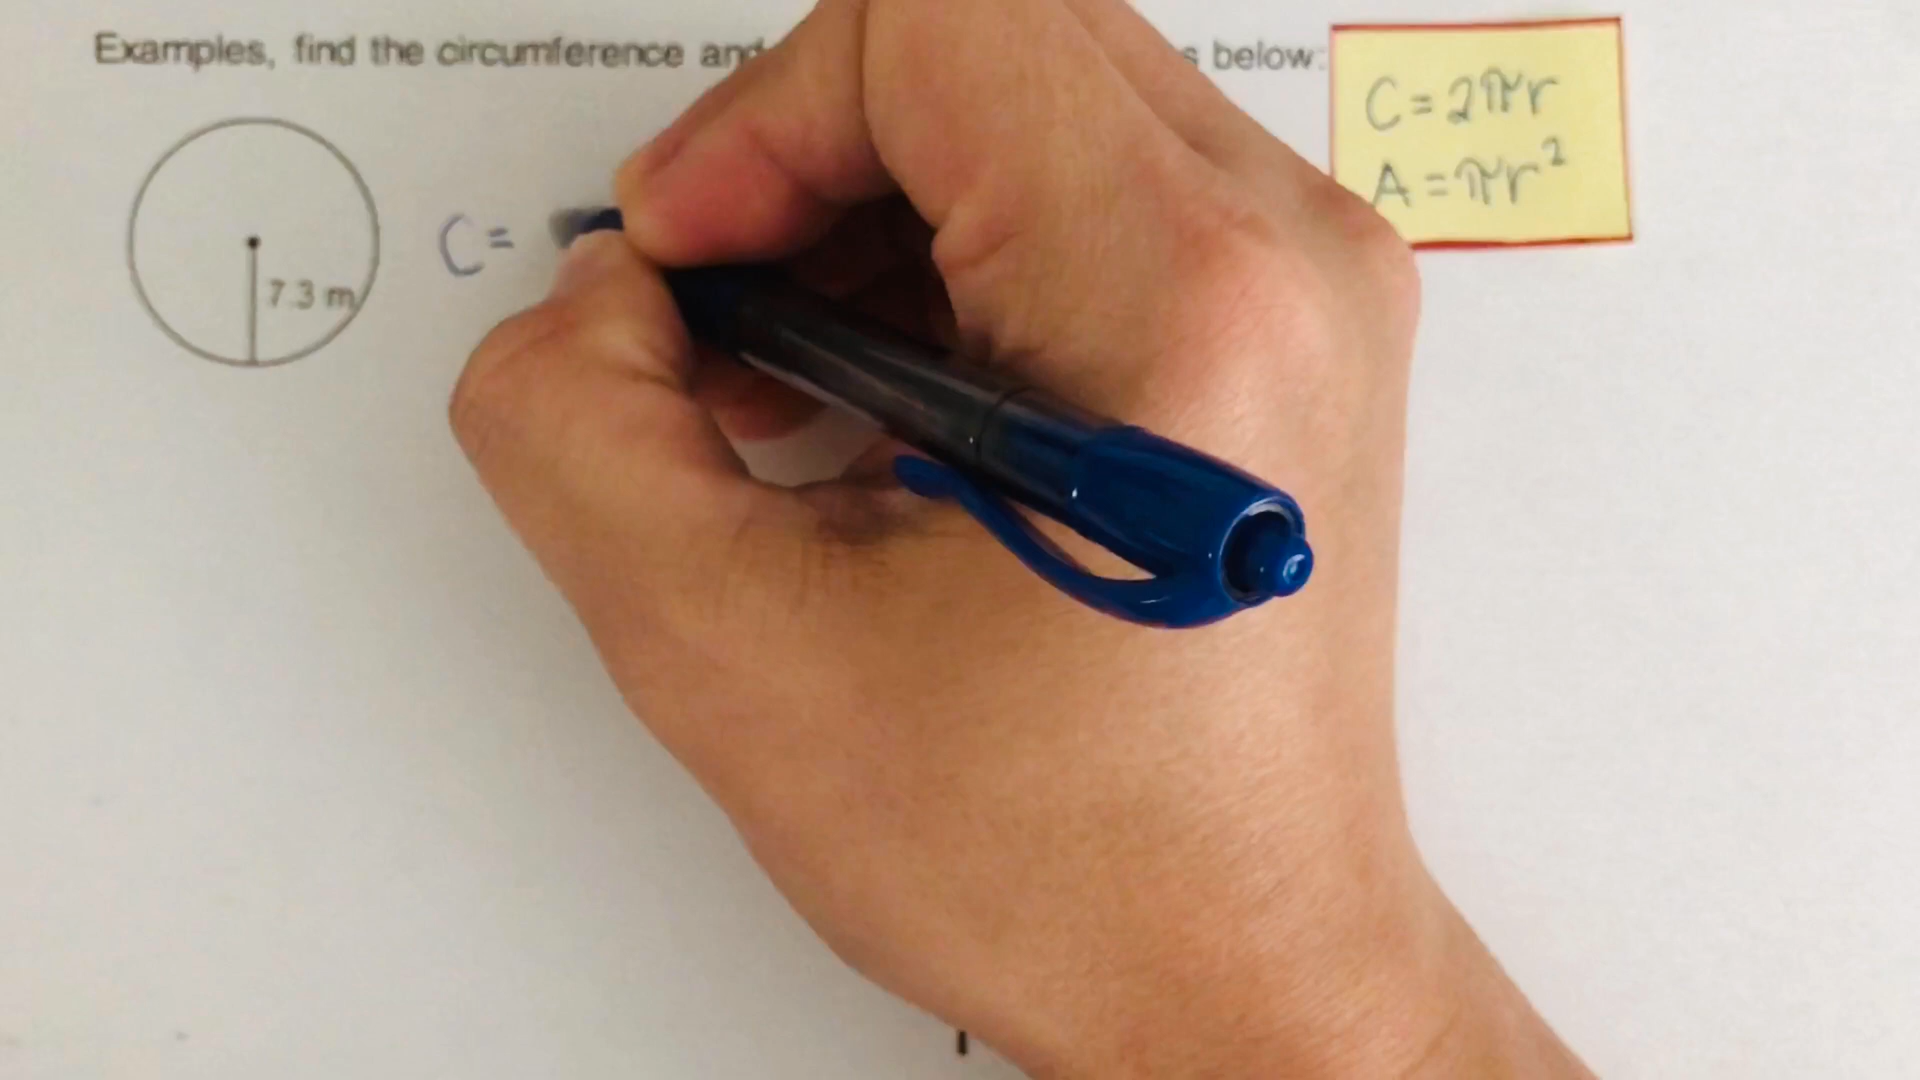 Examples, find the circumference and
below:
C = 2πr
A = πr²
C =
7.3 m